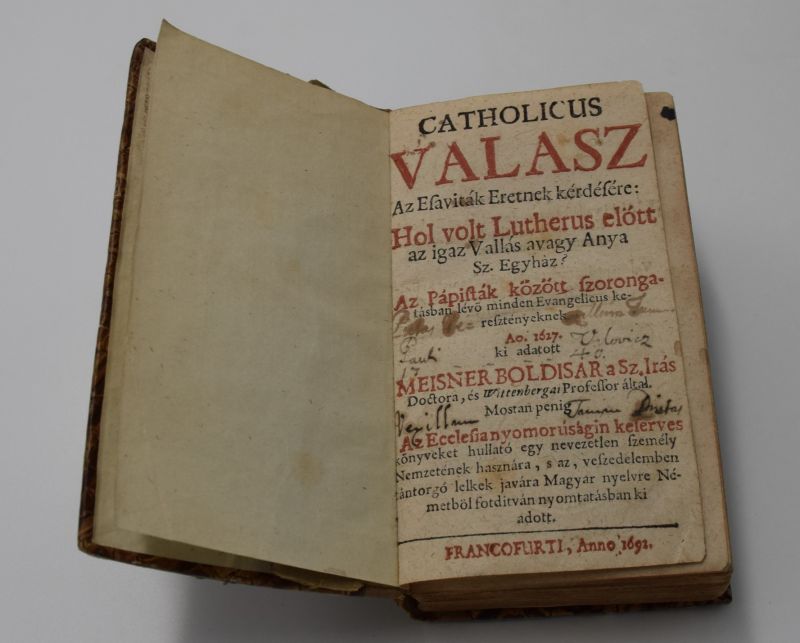 CATHOLICUS
VALASZ
Az Eſaviták Eretnek kérdéſére:
Hol volt Lutherus előtt
az igaz Vallás avagy Anya
Sz. Egyház?
Az Pápiſták között ſzoronga-
tásban lévő minden Evangelicus ke-
reſztényeknek
Ao. 1627.
ki adatott
MEISNER BOLDISAR a Sz. Irás
Doctora, és Wittenbergai Profeſſor által.
Mostan penig
Vexillum
Az Eccleſia nyomorúságin keſerves
könyveket hullató egy nevezetlen ſzemély
Nemzetének hasznára, s az, veſzedelemben
tántorgó lelkek javára Magyar nyelvre Né-
metböl fotditván nyomtatásban ki
adott.
FRANCOFURTI, Anno 1692.